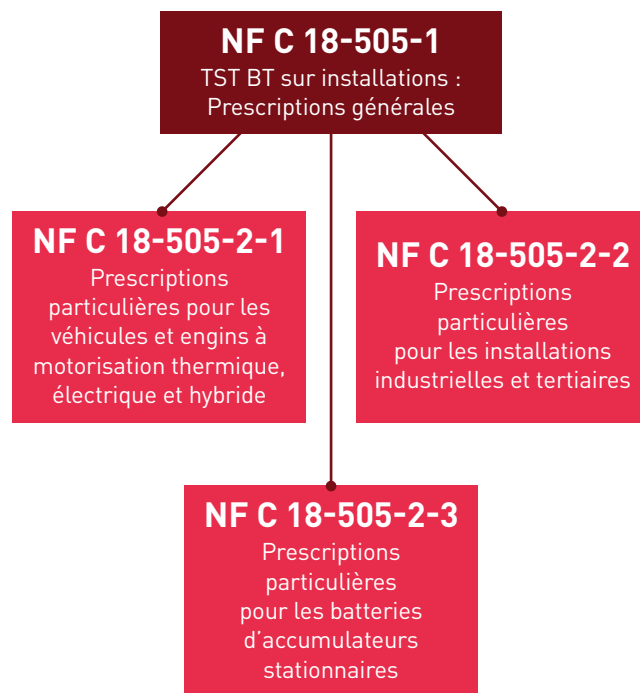 NF C 18-505-1
TST BT sur installations :
Prescriptions générales
NF C 18-505-2-1
Prescriptions
particulières pour les
véhicules et engins à
motorisation thermique,
électrique et hybride
NF C 18-505-2-2
Prescriptions
particulières
pour les installations
industrielles et tertiaires
NF C 18-505-2-3
Prescriptions
particulières
pour les batteries
d’accumulateurs
stationnaires